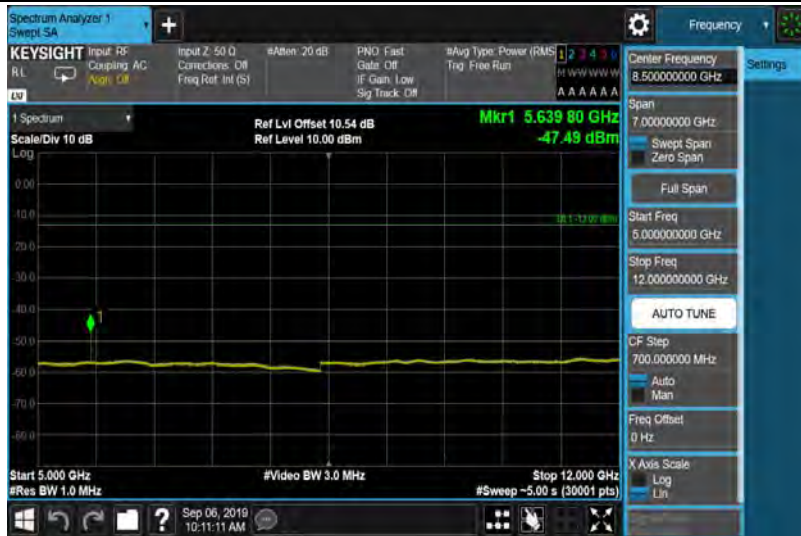 Spectrum Analyzer 1
Swept SA
+
Frequency
KEYSIGHT
RL
LXI
Input: RF
Coupling: AC
Align: Off
Input Z: 50 Ω
Corrections: Off
Freq Ref: Int (S)
#Atten: 20 dB
PNO: Fast
Gate: Off
IF Gain: Low
Sig Track: Off
#Avg Type: Power (RMS
Trig: Free Run
1 2 3 4 5 6
M W W W W W
A A A A A A
1 Spectrum
Scale/Div 10 dB
Log
Ref Lvl Offset 10.54 dB
Ref Level 10.00 dBm
Mkr1 5.639 80 GHz
-47.49 dBm
0.00
-10.0
DL1 -13.00 dBm
-20.0
-30.0
-40.0
1
-50.0
-60.0
-70.0
-80.0
Start 5.000 GHz
#Res BW 1.0 MHz
#Video BW 3.0 MHz
Stop 12.000 GHz
#Sweep ~5.00 s (30001 pts)
Center Frequency
8.500000000 GHz
Settings
Span
7.00000000 GHz
Swept Span
Zero Span
Full Span
Start Freq
5.000000000 GHz
Stop Freq
12.000000000 GHz
AUTO TUNE
CF Step
700.000000 MHz
Auto
Man
Freq Offset
0 Hz
X Axis Scale
Log
Lin
?
Sep 06, 2019
10:11:11 AM